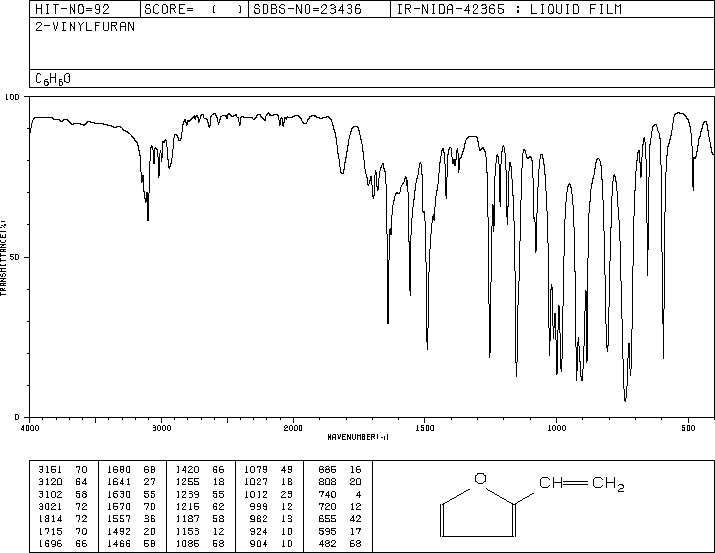 HIT-NO=92 SCORE= ( ) SDBS-NO=23436 IR-NIDA-42365 : LIQUID FILM
2-VINYLFURAN
C6H6O
100
50
0
TRANSMITTANCE(%)
4000 3000 2000 1500 1000 500
WAVENUMBER(-1)
3151 70 1680 68 1420 66 1079 49 885 16
3120 64 1641 27 1255 18 1027 18 808 20
3102 58 1630 55 1239 55 1012 23 740 4
3021 72 1570 70 1215 62 999 12 720 12
1814 72 1557 36 1187 58 982 13 655 42
1715 70 1492 20 1153 12 924 10 595 17
1696 66 1466 58 1085 58 904 10 482 68
O
CH=CH2